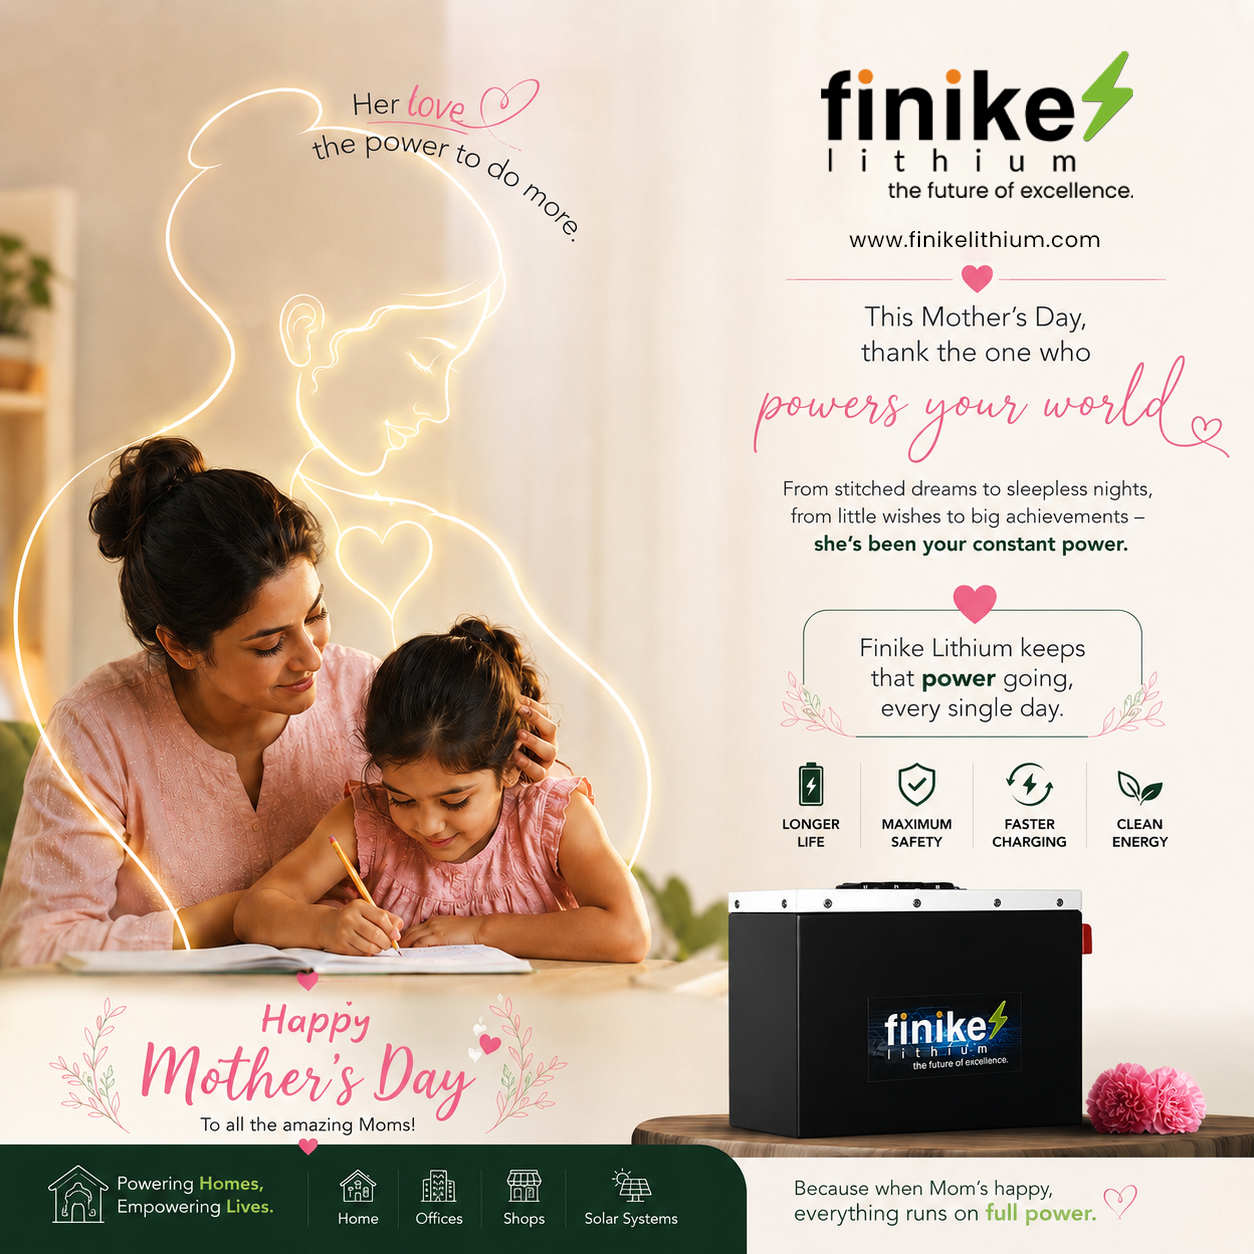 Her love
the power to do more.
finike
lithium
the future of excellence.
www.finikelithium.com
This Mother's Day,
thank the one who
powers your world
From stitched dreams to sleepless nights,
from little wishes to big achievements –
she's been your constant power.
Finike Lithium keeps
that power going,
every single day.
LONGER
LIFE
MAXIMUM
SAFETY
FASTER
CHARGING
CLEAN
ENERGY
finike
lithium
the future of excellence.
Happy
Mother's Day
To all the amazing Moms!
Powering Homes,
Empowering Lives.
Home
Offices
Shops
Solar Systems
Because when Mom's happy,
everything runs on full power.